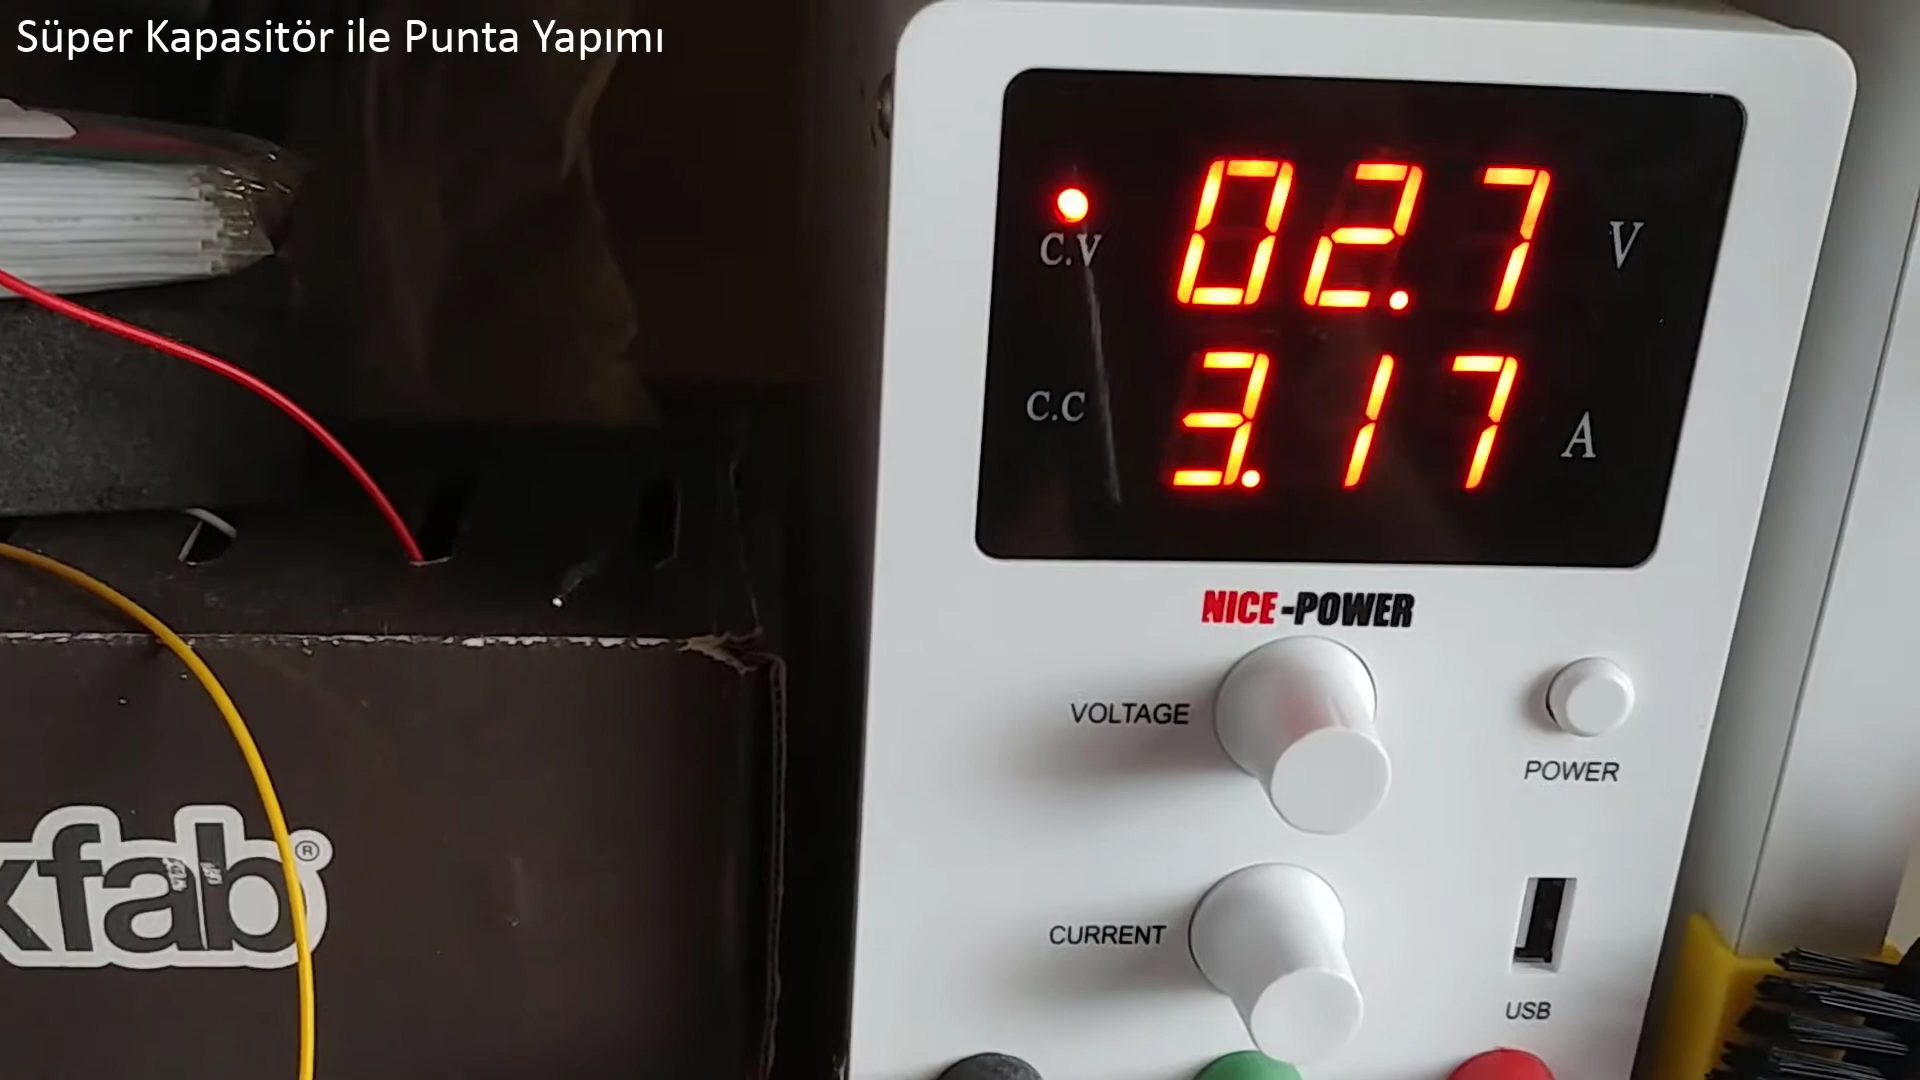 Süper Kapasitör ile Punta Yapımı
C.V 02.7 V
C.C 3.17 A
NICE-POWER
VOLTAGE
POWER
kfab®
CURRENT
USB